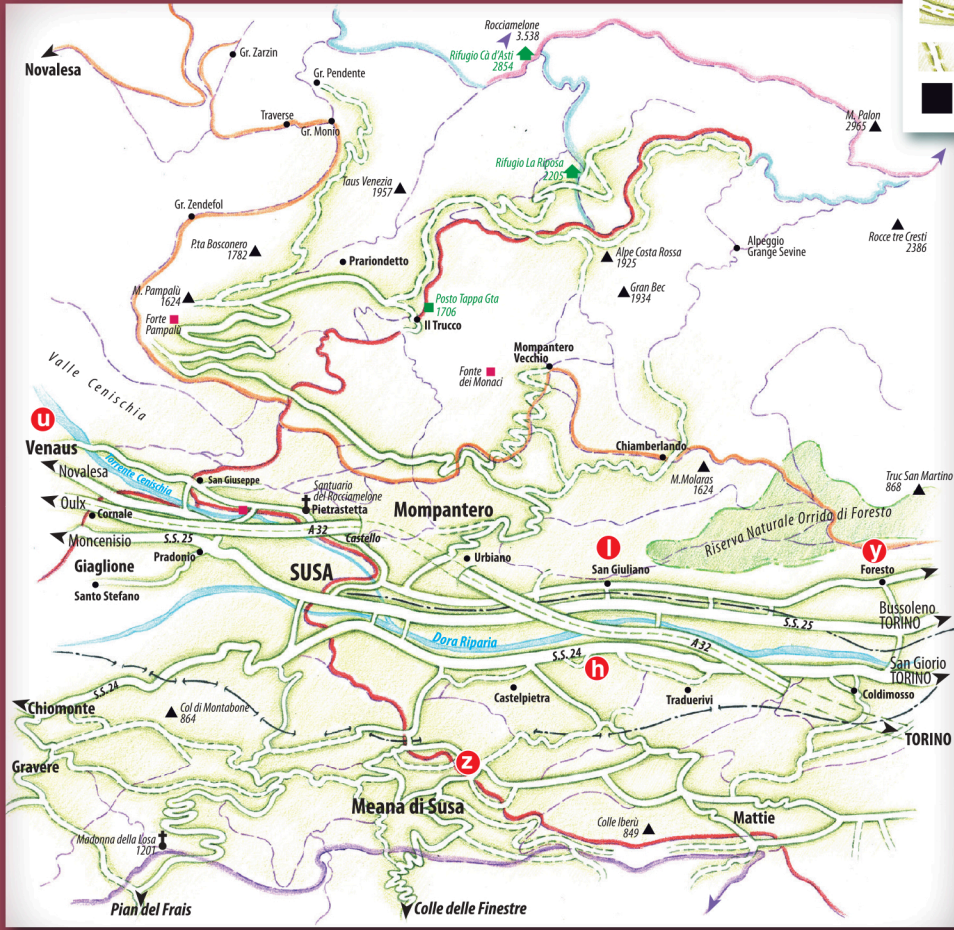 Rocciamelone
3.538
Rifugio Cà d'Asti
2854
Gr. Zarzin
Novalesa
Gr. Pendente
Traverse
Gr. Monio
M. Palon
2965
Rifugio La Riposa
2205
Taus Venezia
1957
Gr. Zendefol
P.ta Bosconero
1782
Rocce tre Cresti
2386
Alpeggio
Grange Sevine
Alpe Costa Rossa
1925
Prariondetto
Gran Bec
1934
M. Pampalù
1624
Posto Tappa Gta
1706
Il Trucco
Forte
Pampalù
Mompantero
Vecchio
Fonte
dei Monaci
Valle Cenischia
u
Venaus
Novalesa
Torrente Cenischia
San Giuseppe
Santuario
del Rocciamelone
Pietrastetta
Chiamberlando
M.Molaras
1624
Truc San Martino
868
Oulx
Cornale
Mompantero
Riserva Naturale Orrido di Foresto
A 32
Castello
S.S. 25
Moncenisio
Pradonio
Giaglione
Santo Stefano
SUSA
Urbiano
l
San Giuliano
y
Foresto
Bussoleno
TORINO
S.S. 25
Dora Riparia
A 32
S.S. 24
h
San Giorio
TORINO
S.S. 24
Castelpietra
Traduerivi
Coldimosso
Chiomonte
Col di Montabone
864
TORINO
Gravere
z
Meana di Susa
Mattie
Colle Iberù
849
Madonna della Losa
1201
Pian del Frais
Colle delle Finestre